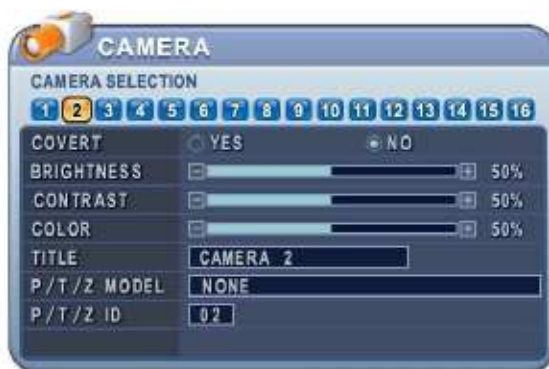 CAMERA
CAMERA SELECTION
1 2 3 4 5 6 7 8 9 10 11 12 13 14 15 16
COVERT YES NO
BRIGHTNESS 50%
CONTRAST 50%
COLOR 50%
TITLE CAMERA 2
P/T/Z MODEL NONE
P/T/Z ID 02